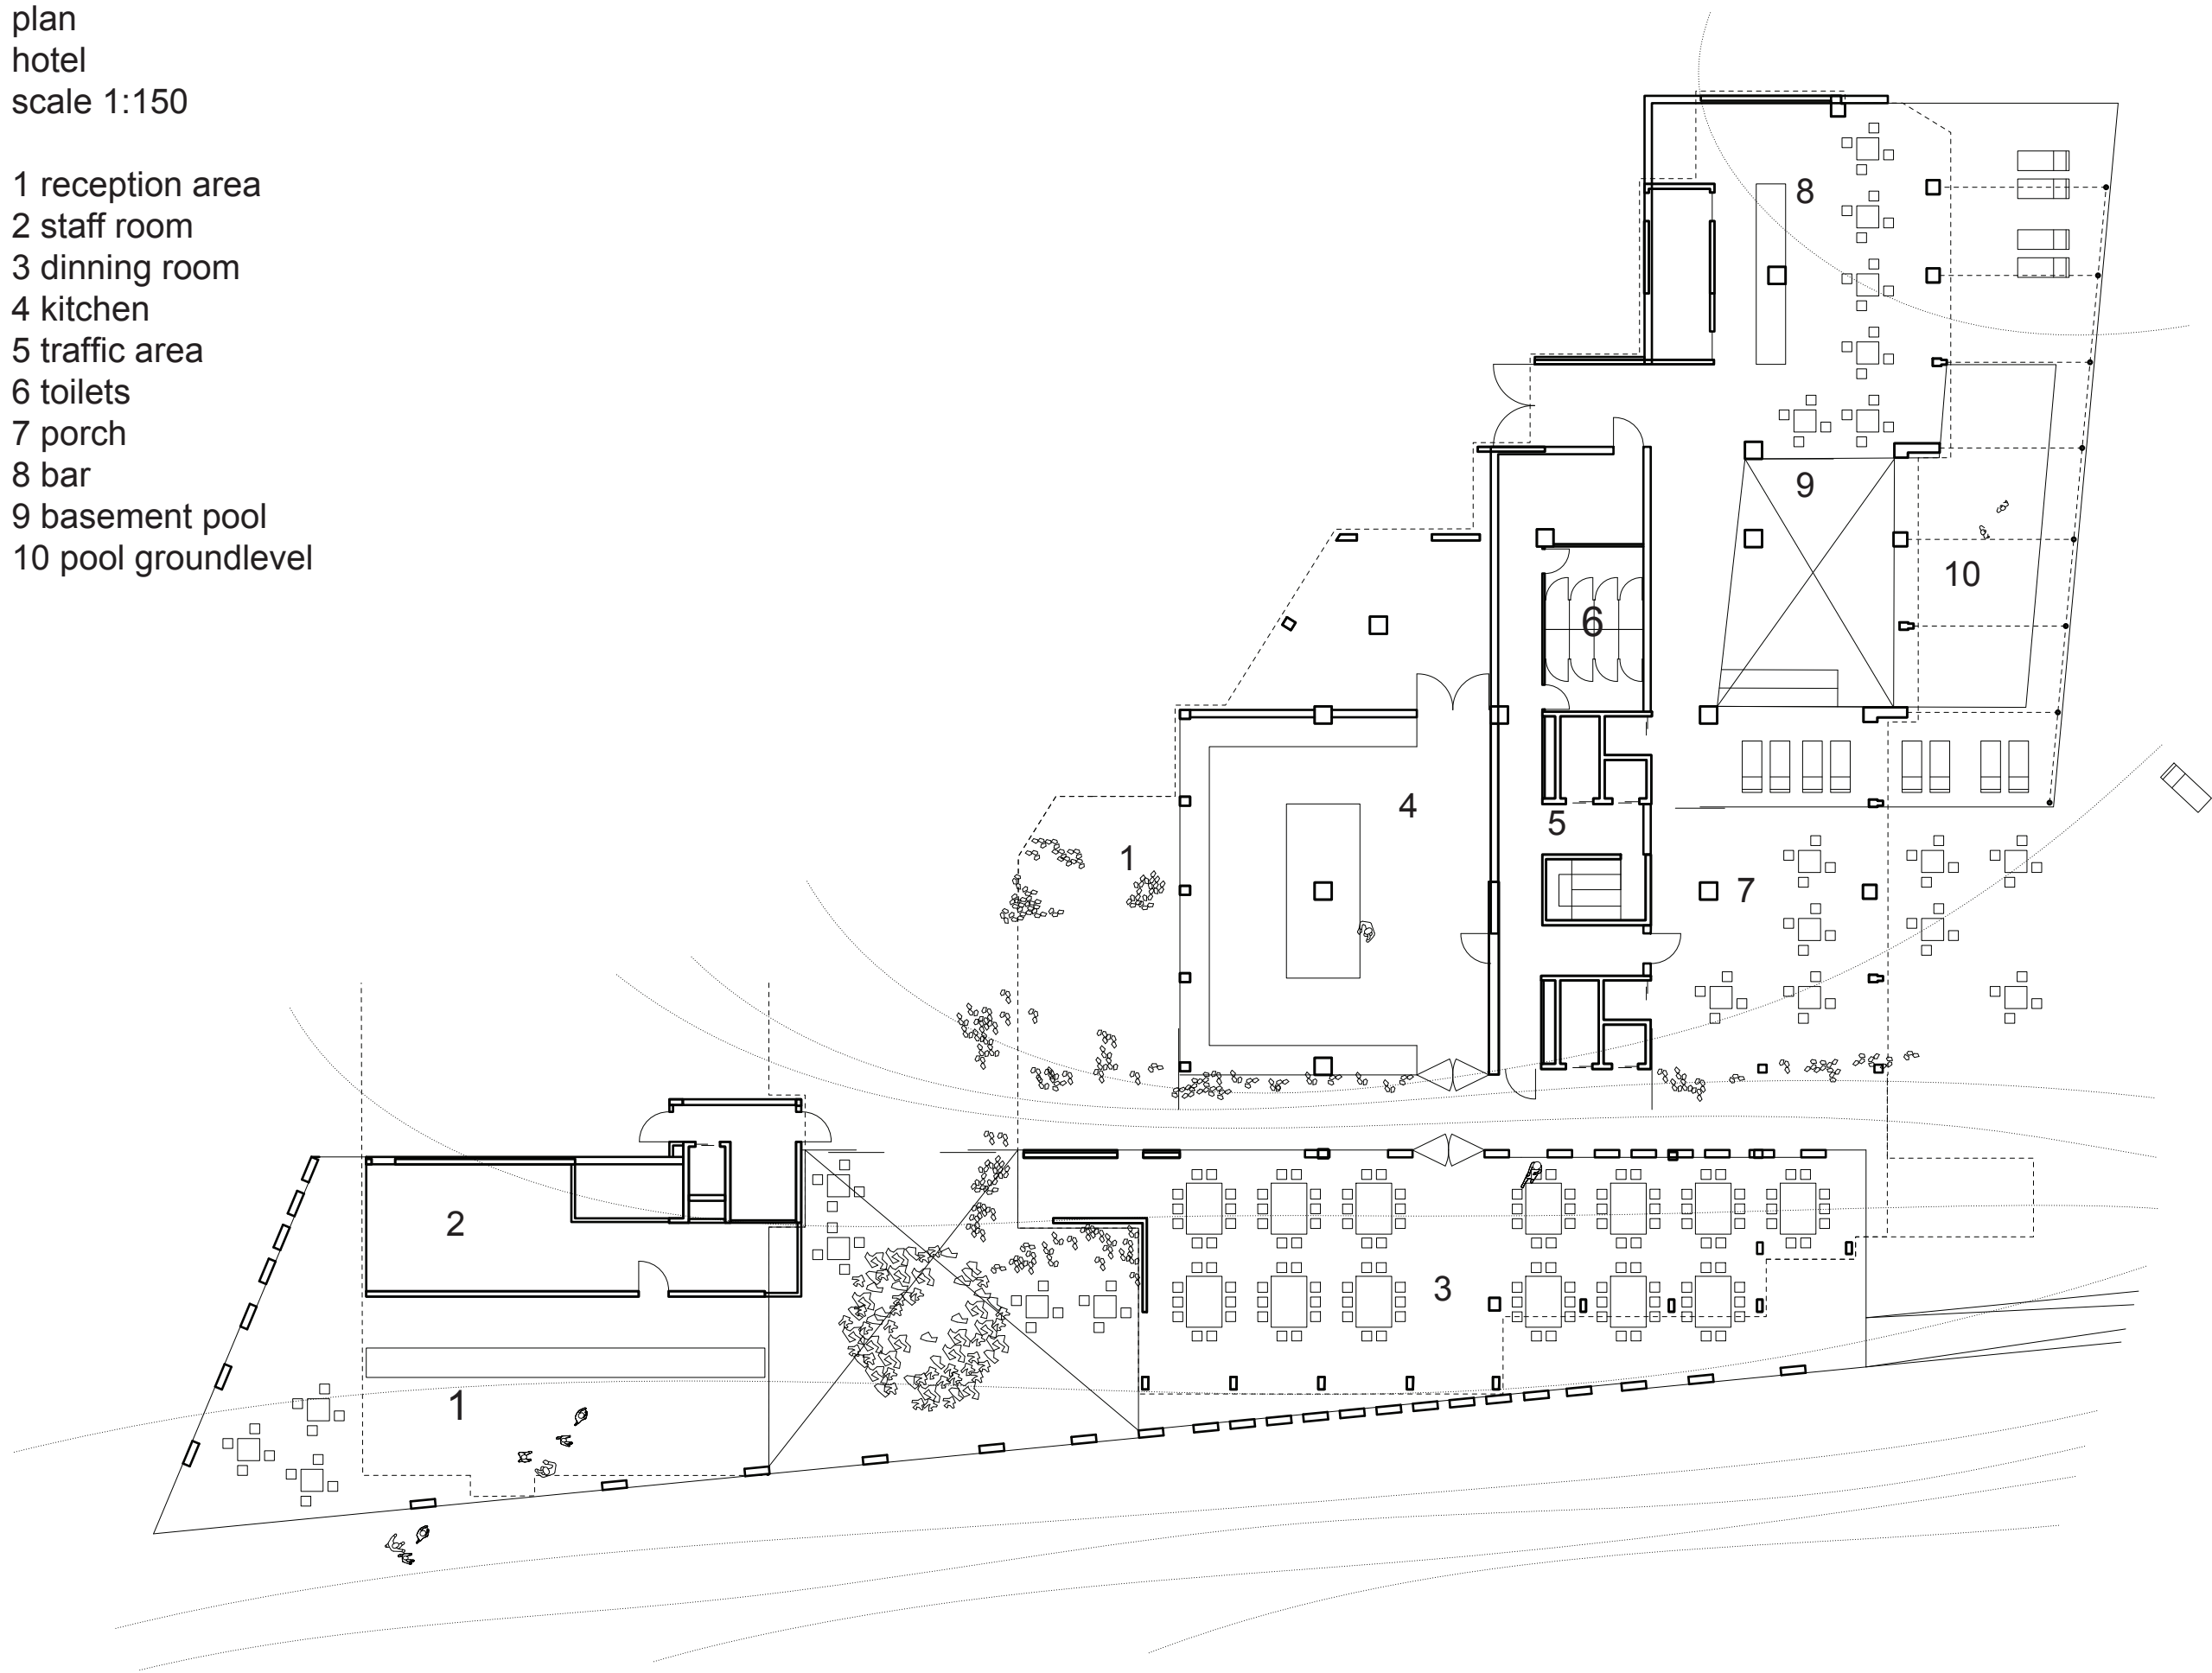 plan
hotel
scale 1:150
1 reception area
2 staff room
3 dinning room
4 kitchen
5 traffic area
6 toilets
7 porch
8 bar
9 basement pool
10 pool groundlevel
8
9
10
6
4
5
1
7
2
3
1